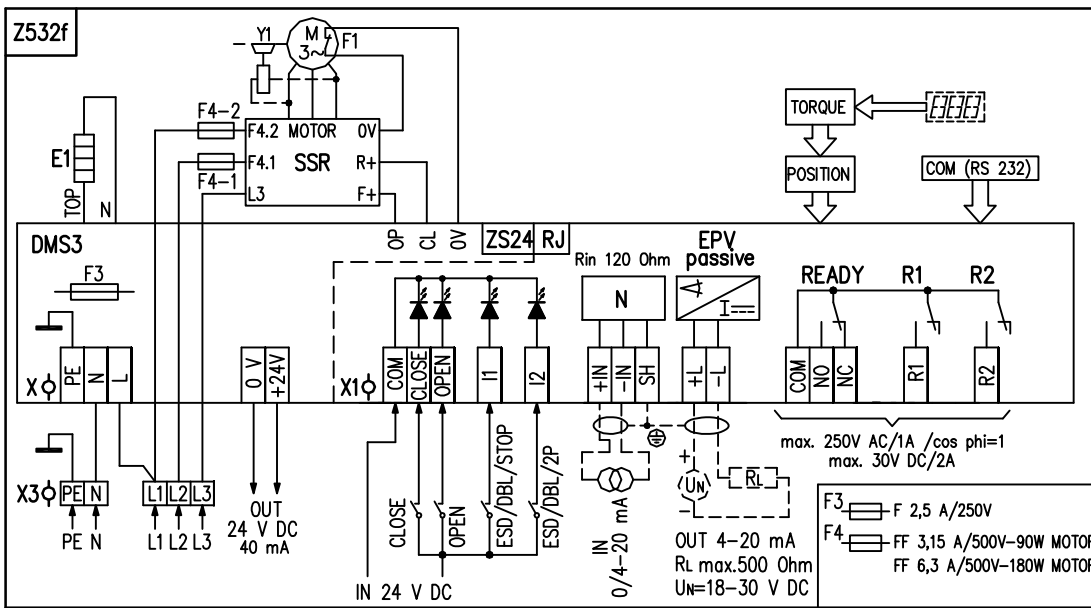 Z532f
Y1
M
3~
F1
F4-2
F4.2 MOTOR 0V
SSR
F4.1 R+
F4-1
L3 F+
E1
TOP
N
TORQUE
POSITION
COM (RS 232)
DMS3
F3
OP
CL
0V
ZS24 RJ
Rin 120 Ohm
N
EPV
passive
I
READY R1 R2
X
PE
N
L
0 V
+24V
X1
COM
CLOSE
OPEN
I1
I2
+IN
-IN
SH
+L
-L
COM
NO
NC
R1
R2
max. 250V AC/1A /cos phi=1
max. 30V DC/2A
X3
PE N
L1 L2 L3
PE N
L1 L2 L3
OUT
24 V DC
40 mA
CLOSE
OPEN
ESD/DBL/STOP
ESD/DBL/2P
IN 24 V DC
IN
0/4-20 mA
+
UN
-
RL
OUT 4-20 mA
RL max.500 Ohm
UN=18-30 V DC
F3 F 2,5 A/250V
F4 FF 3,15 A/500V-90W MOTOR
FF 6,3 A/500V-180W MOTOR